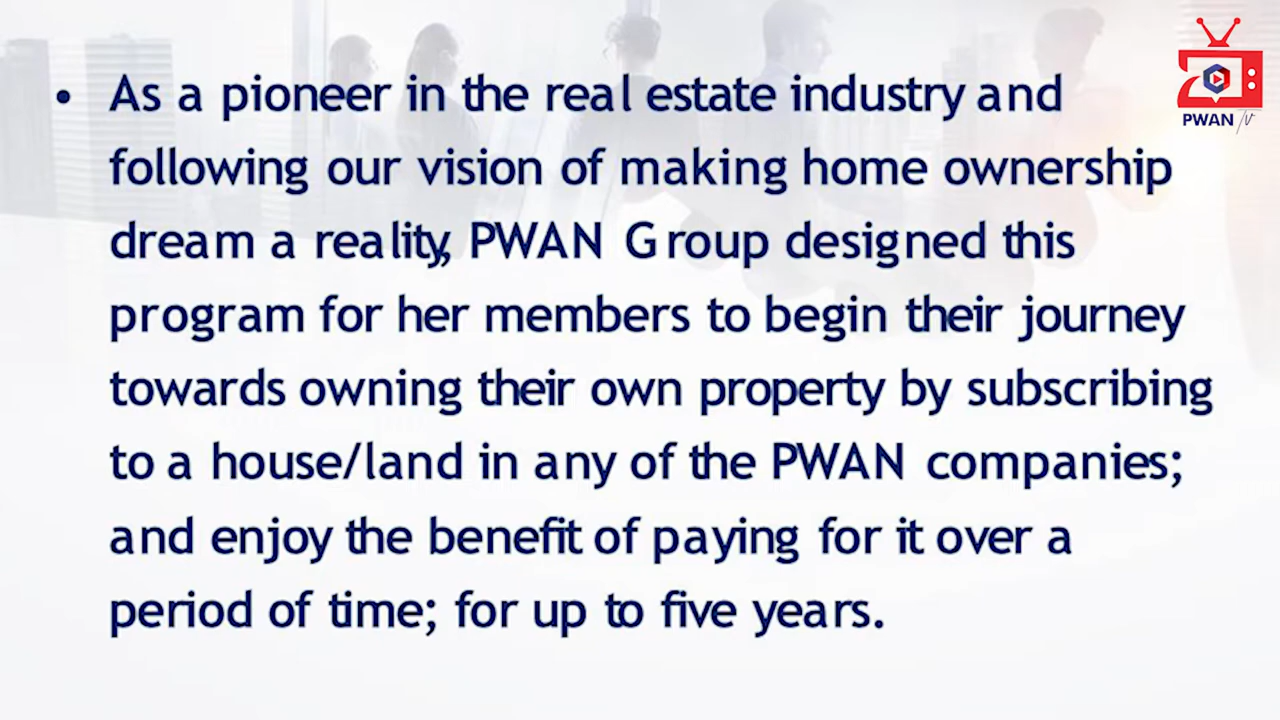 • As a pioneer in the real estate industry and
following our vision of making home ownership
dream a reality, PWAN Group designed this
program for her members to begin their journey
towards owning their own property by subscribing
to a house/land in any of the PWAN companies;
and enjoy the benefit of paying for it over a
period of time; for up to five years.
PWAN TV